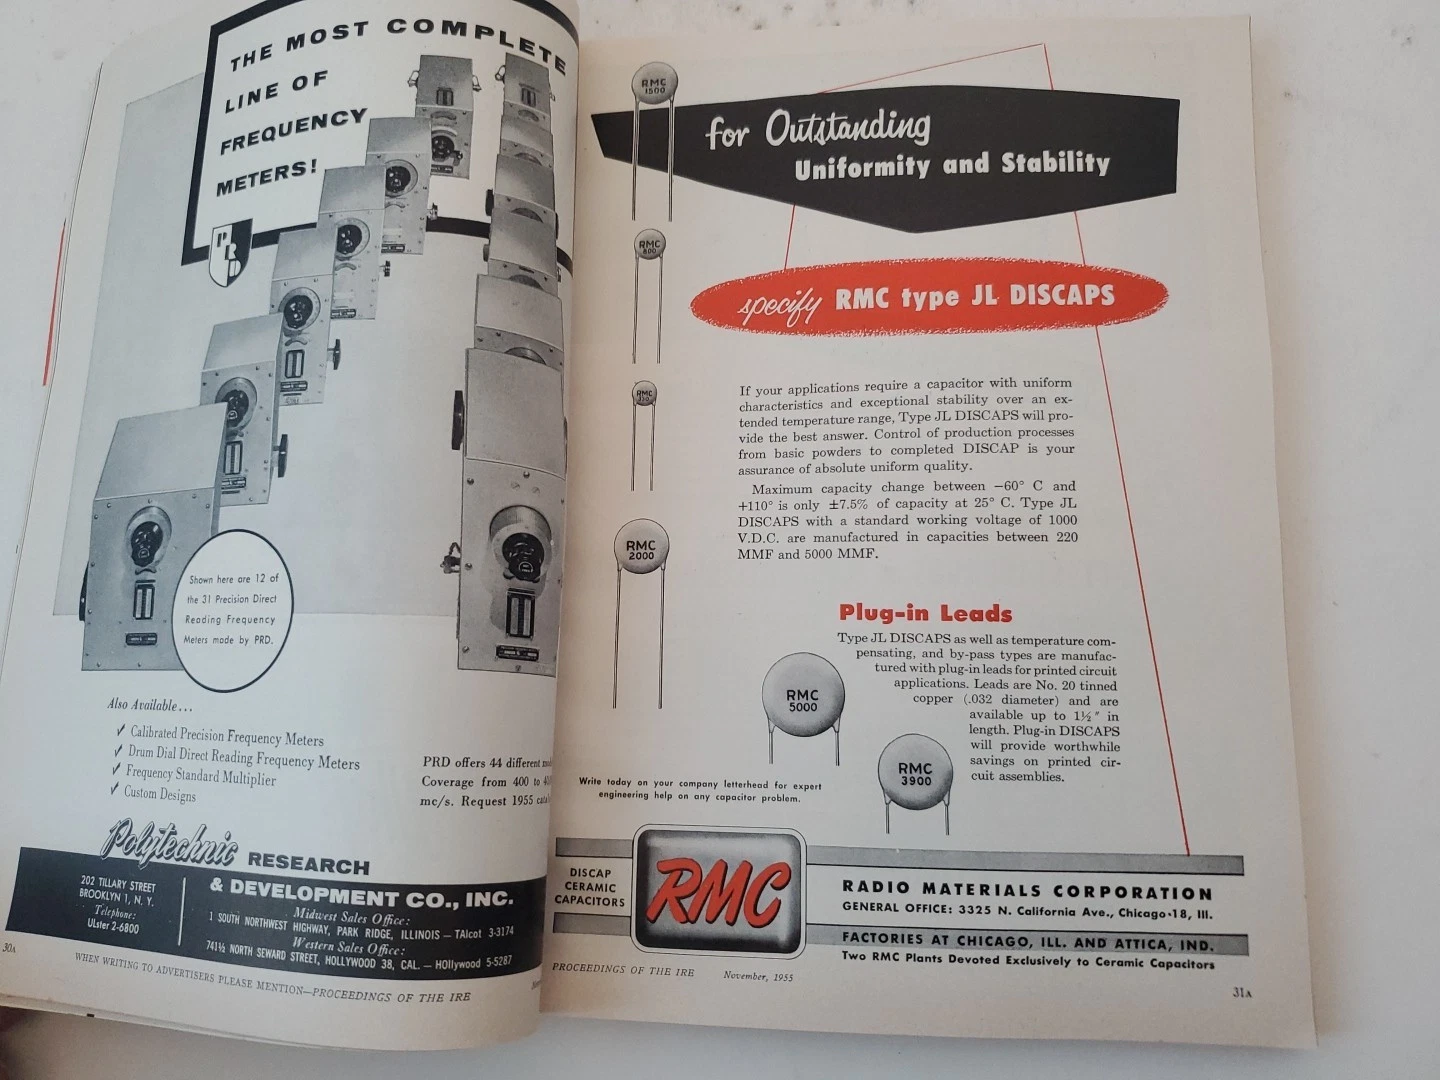 THE MOST COMPLETE
LINE OF
FREQUENCY
METERS!
PRD
Shown here are 12 of
the 31 Precision Direct
Reading Frequency
Meters made by PRD.
Also Available...
✓ Calibrated Precision Frequency Meters
✓ Drum Dial Direct Reading Frequency Meters
✓ Frequency Standard Multiplier
✓ Custom Designs
PRD offers 44 different
Coverage from 400 to
mc/s. Request 1955
Polytechnic RESEARCH
& DEVELOPMENT CO., INC.
202 TILLARY STREET
BROOKLYN 1, N. Y.
Telephone:
ULster 2-6800
Midwest Sales Office:
1 SOUTH NORTHWEST HIGHWAY, PARK RIDGE, ILLINOIS — TAlcot 3-3174
Western Sales Office:
741½ NORTH SEWARD STREET, HOLLYWOOD 38, CAL. — HOllywood 5-5287
30A
WHEN WRITING TO ADVERTISERS PLEASE MENTION—PROCEEDINGS OF THE IRE
RMC
1500
for Outstanding
Uniformity and Stability
RMC
800
specify RMC type JL DISCAPS
RMC
If your applications require a capacitor with uniform
characteristics and exceptional stability over an ex-
tended temperature range, Type JL DISCAPS will pro-
vide the best answer. Control of production processes
from basic powders to completed DISCAP is your
assurance of absolute uniform quality.
Maximum capacity change between −60° C and
+110° is only ±7.5% of capacity at 25° C. Type JL
DISCAPS with a standard working voltage of 1000
V.D.C. are manufactured in capacities between 220
MMF and 5000 MMF.
RMC
2000
Plug-in Leads
Type JL DISCAPS as well as temperature com-
pensating, and by-pass types are manufac-
tured with plug-in leads for printed circuit
applications. Leads are No. 20 tinned
copper (.032 diameter) and are
available up to 1½″ in
length. Plug-in DISCAPS
will provide worthwhile
savings on printed cir-
cuit assemblies.
RMC
5000
RMC
3900
Write today on your company letterhead for expert
engineering help on any capacitor problem.
DISCAP
CERAMIC
CAPACITORS
RMC
RADIO MATERIALS CORPORATION
GENERAL OFFICE: 3325 N. California Ave., Chicago 18, Ill.
FACTORIES AT CHICAGO, ILL. AND ATTICA, IND.
Two RMC Plants Devoted Exclusively to Ceramic Capacitors
PROCEEDINGS OF THE IRE November, 1955
31A